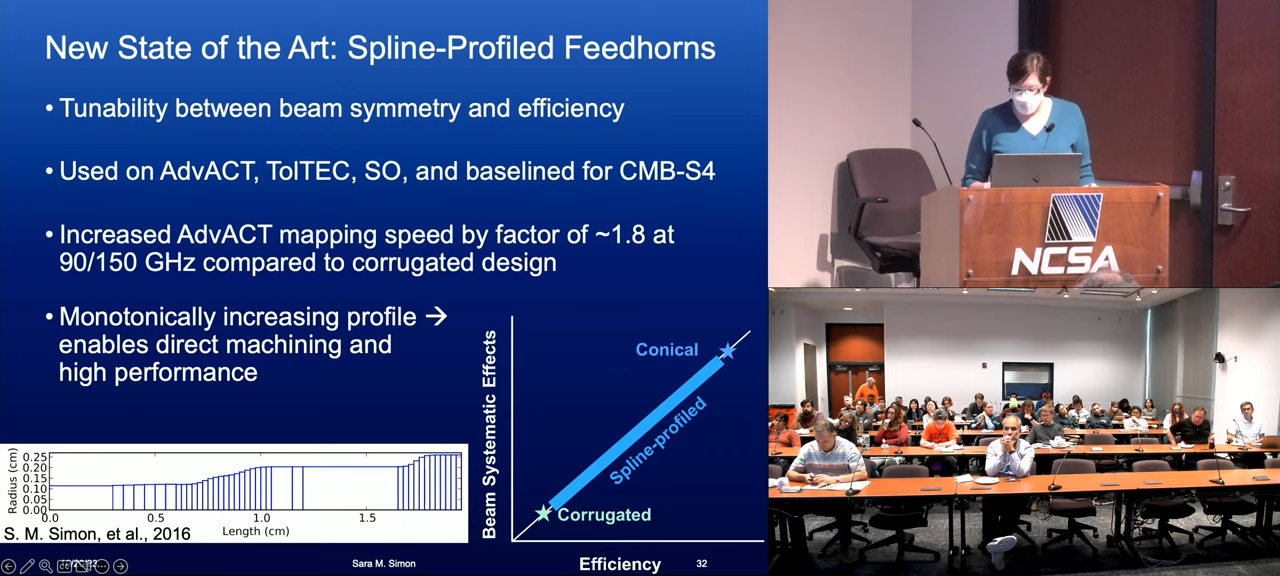 New State of the Art: Spline-Profiled Feedhorns
• Tunability between beam symmetry and efficiency
• Used on AdvACT, TolTEC, SO, and baselined for CMB-S4
• Increased AdvACT mapping speed by factor of ~1.8 at
90/150 GHz compared to corrugated design
• Monotonically increasing profile →
enables direct machining and
high performance
Beam Systematic Effects
Conical
Spline-profiled
Corrugated
Efficiency
Radius (cm)
0.25
0.20
0.15
0.10
0.05
0.00
0.0
0.5
1.0
1.5
Length (cm)
S. M. Simon, et al., 2016
Sara M. Simon
32
NCSA